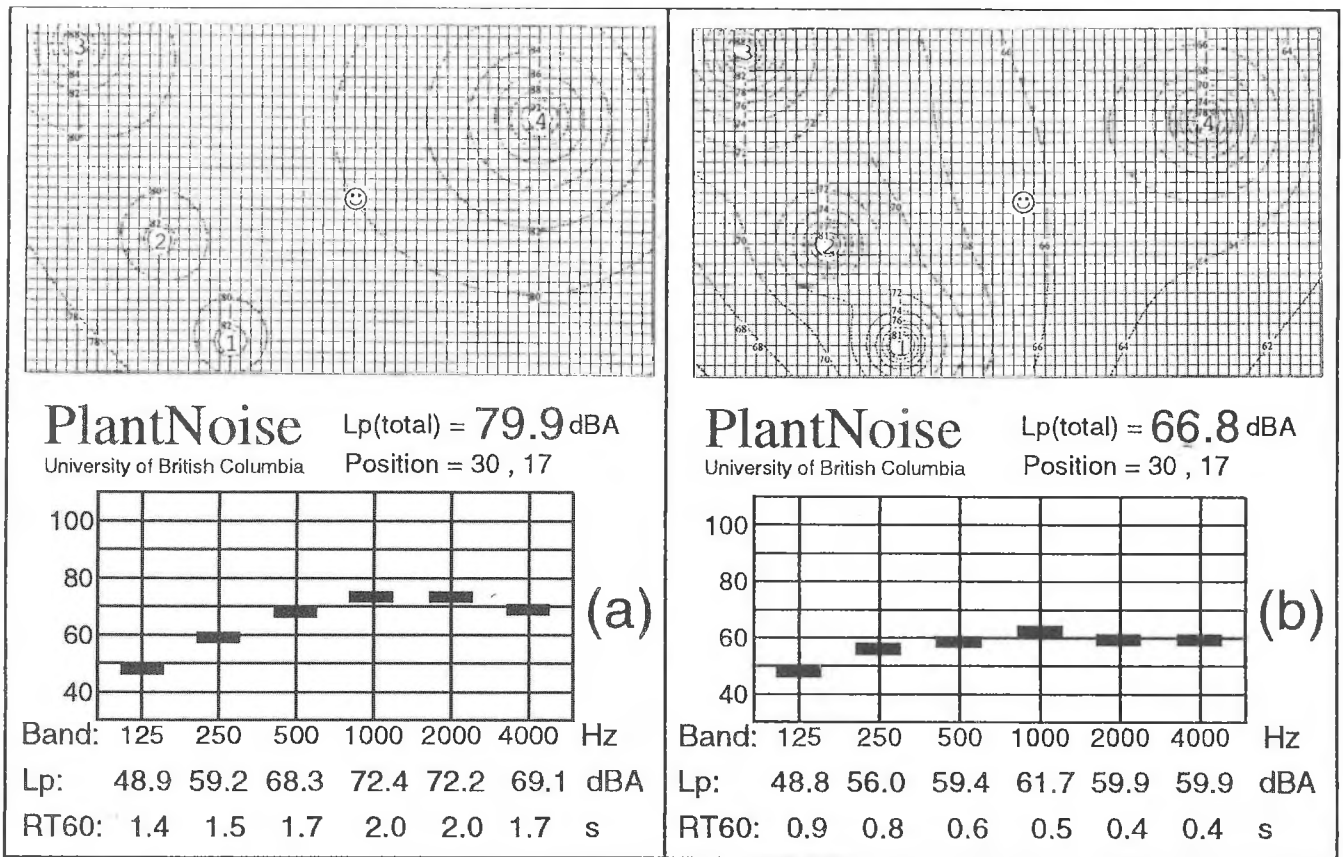 PlantNoise
University of British Columbia
Lp(total) = 79.9 dBA
Position = 30 , 17
100
80
60
40
(a)
Band: 125 250 500 1000 2000 4000 Hz
Lp: 48.9 59.2 68.3 72.4 72.2 69.1 dBA
RT60: 1.4 1.5 1.7 2.0 2.0 1.7 s
PlantNoise
University of British Columbia
Lp(total) = 66.8 dBA
Position = 30 , 17
100
80
60
40
(b)
Band: 125 250 500 1000 2000 4000 Hz
Lp: 48.8 56.0 59.4 61.7 59.9 59.9 dBA
RT60: 0.9 0.8 0.6 0.5 0.4 0.4 s